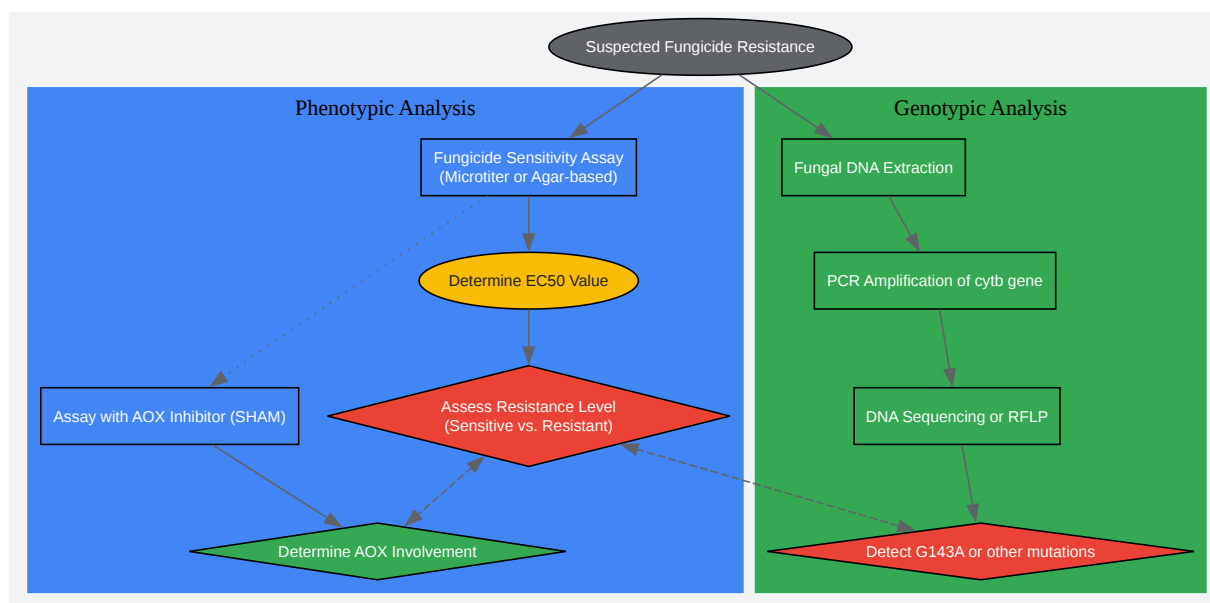 Suspected Fungicide Resistance
Phenotypic Analysis
Genotypic Analysis
Fungicide Sensitivity Assay
(Microtiter or Agar-based)
Fungal DNA Extraction
Determine EC50 Value
PCR Amplification of cytb gene
Assay with AOX Inhibitor (SHAM)
Assess Resistance Level
(Sensitive vs. Resistant)
DNA Sequencing or RFLP
Determine AOX Involvement
Detect G143A or other mutations